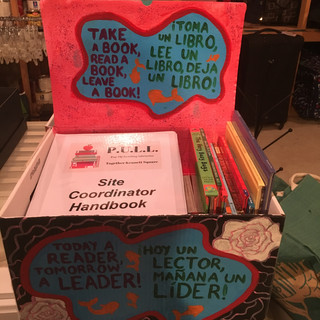 TAKE
A BOOK,
READ A
BOOK,
LEAVE
A BOOK!
¡TOMA
UN LIBRO,
LEE UN
LIBRO, DEJA
UN LIBRO!
P.U.L.L.
Site
Coordinator
Handbook
TODAY A
READER,
TOMORROW
A LEADER!
¡HOY UN
LECTOR,
MAÑANA UN
LÍDER!